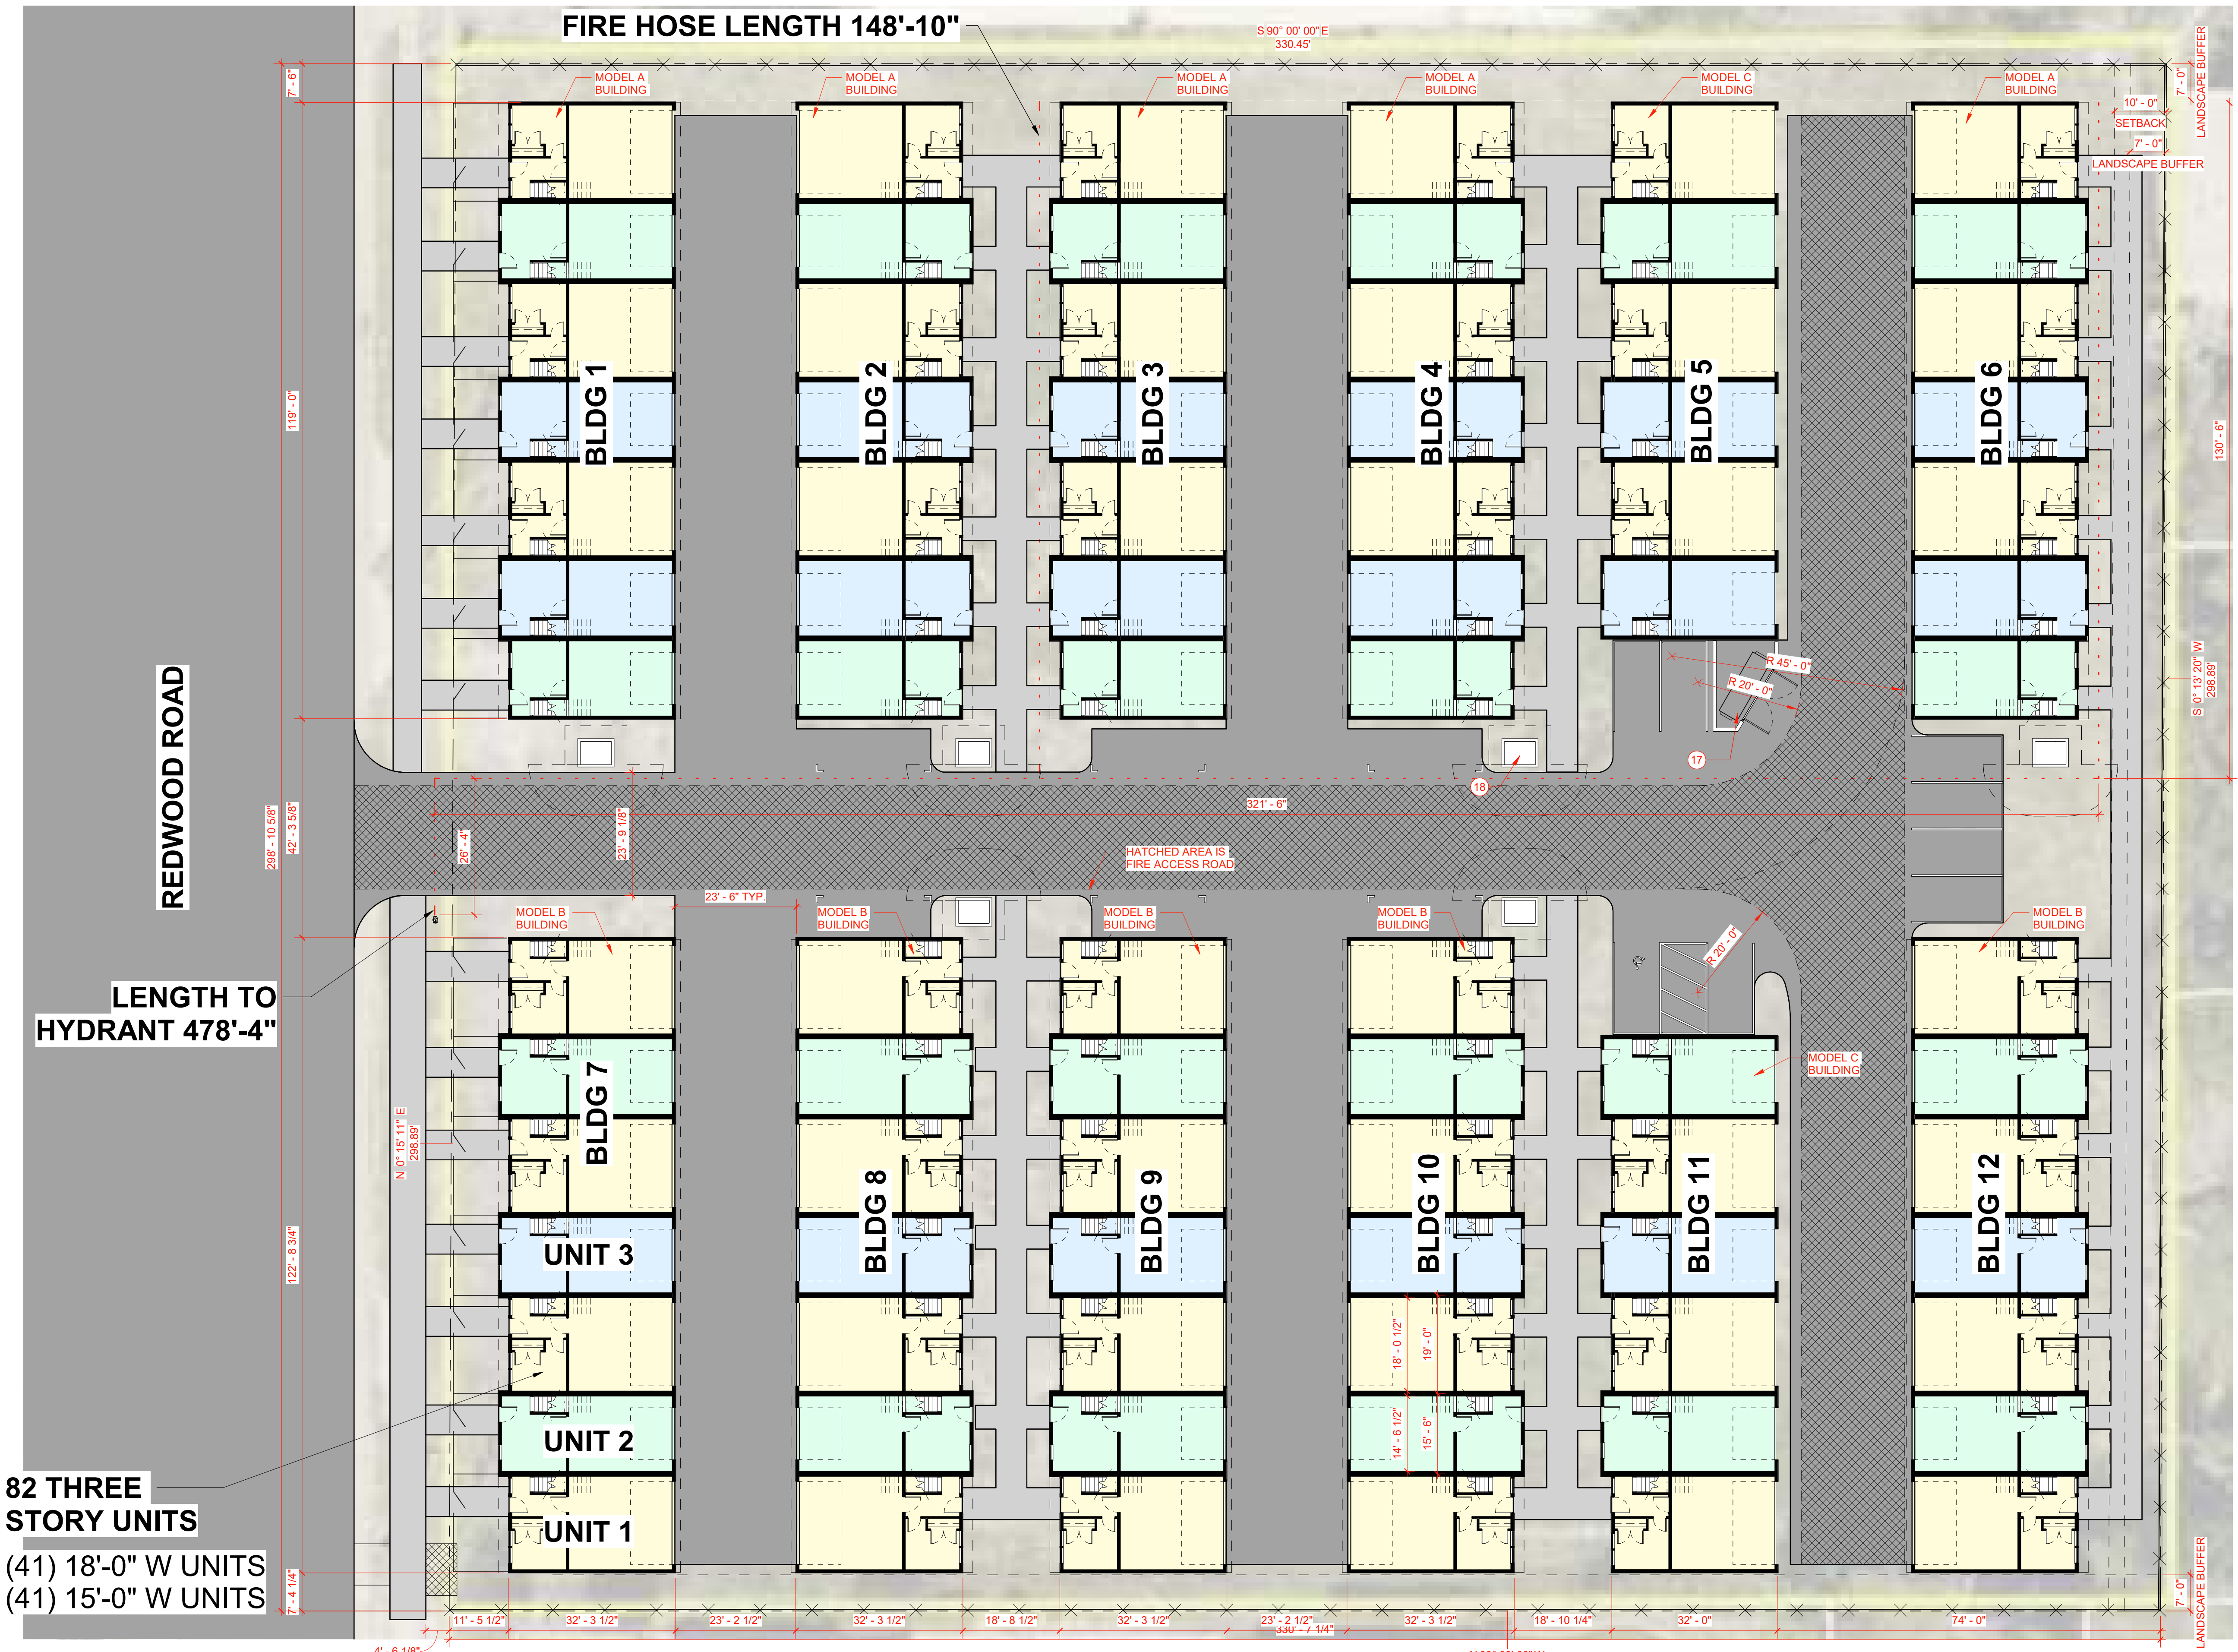 FIRE HOSE LENGTH 148'-10"
S 90° 00' 00" E
330.45'
LANDSCAPE BUFFER
7' - 0"
7' - 6"
MODEL A
BUILDING
MODEL A
BUILDING
MODEL A
BUILDING
MODEL A
BUILDING
MODEL C
BUILDING
MODEL A
BUILDING
10' - 0"
SETBACK
7' - 0"
LANDSCAPE BUFFER
119' - 0"
BLDG 1
BLDG 2
BLDG 3
BLDG 4
BLDG 5
BLDG 6
130' - 6"
REDWOOD ROAD
R 45' - 0"
R 20' - 0"
S 0° 13' 20" W
298.89'
17
18
298' - 10 5/8"
42' - 3 5/8"
26' - 4"
23' - 9 1/8"
321' - 6"
HATCHED AREA IS
FIRE ACCESS ROAD
23' - 6" TYP.
MODEL B
BUILDING
MODEL B
BUILDING
MODEL B
BUILDING
MODEL B
BUILDING
R 20' - 0"
MODEL B
BUILDING
LENGTH TO
HYDRANT 478'-4"
MODEL C
BUILDING
N 0° 15' 11" E
298.89'
BLDG 7
BLDG 8
BLDG 9
BLDG 10
BLDG 11
BLDG 12
122' - 8 3/4"
UNIT 3
18' - 0 1/2"
19' - 0"
UNIT 2
14' - 6 1/2"
15' - 6"
UNIT 1
82 THREE
STORY UNITS
(41) 18'-0" W UNITS
(41) 15'-0" W UNITS
7' - 4 1/4"
7' - 0"
LANDSCAPE BUFFER
11' - 5 1/2"
32' - 3 1/2"
23' - 2 1/2"
32' - 3 1/2"
18' - 8 1/2"
32' - 3 1/2"
23' - 2 1/2"
32' - 3 1/2"
18' - 10 1/4"
32' - 0"
74' - 0"
330' - 7 1/4"
4' - 6 1/8"